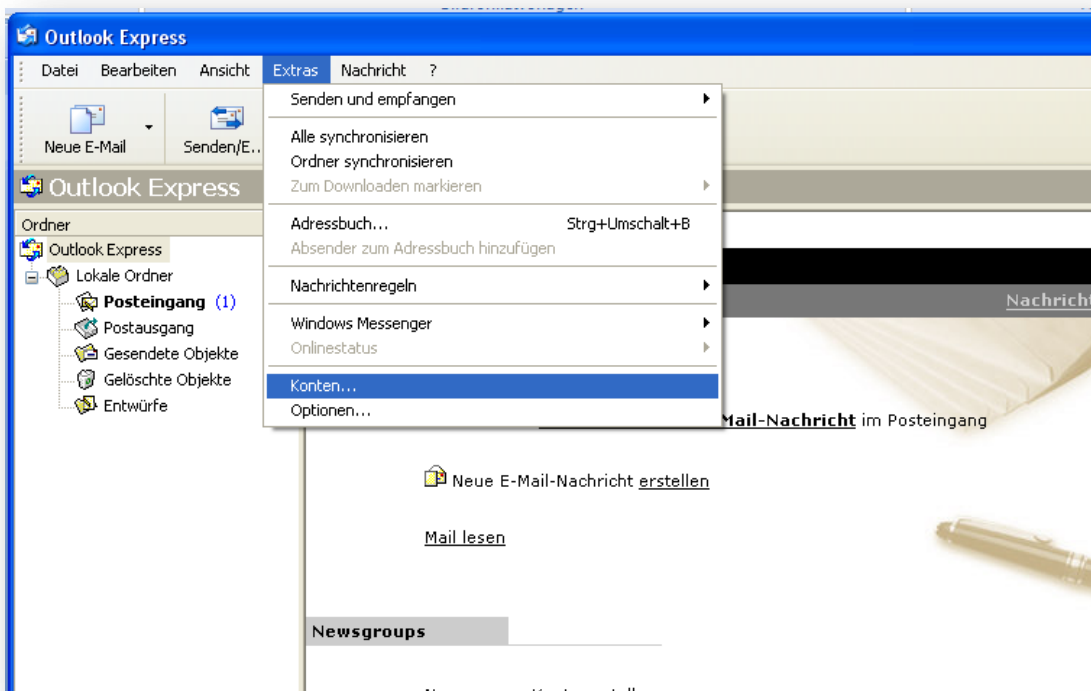 Outlook Express
Datei Bearbeiten Ansicht Extras Nachricht ?
Neue E-Mail Senden/E..
Outlook Express
Senden und empfangen
Alle synchronisieren
Ordner synchronisieren
Zum Downloaden markieren
Adressbuch... Strg+Umschalt+B
Absender zum Adressbuch hinzufügen
Nachrichtenregeln
Windows Messenger
Onlinestatus
Konten...
Optionen...
Ordner
Outlook Express
Lokale Ordner
Posteingang (1)
Postausgang
Gesendete Objekte
Gelöschte Objekte
Entwürfe
Nachricht
Mail-Nachricht im Posteingang
Neue E-Mail-Nachricht erstellen
Mail lesen
Newsgroups